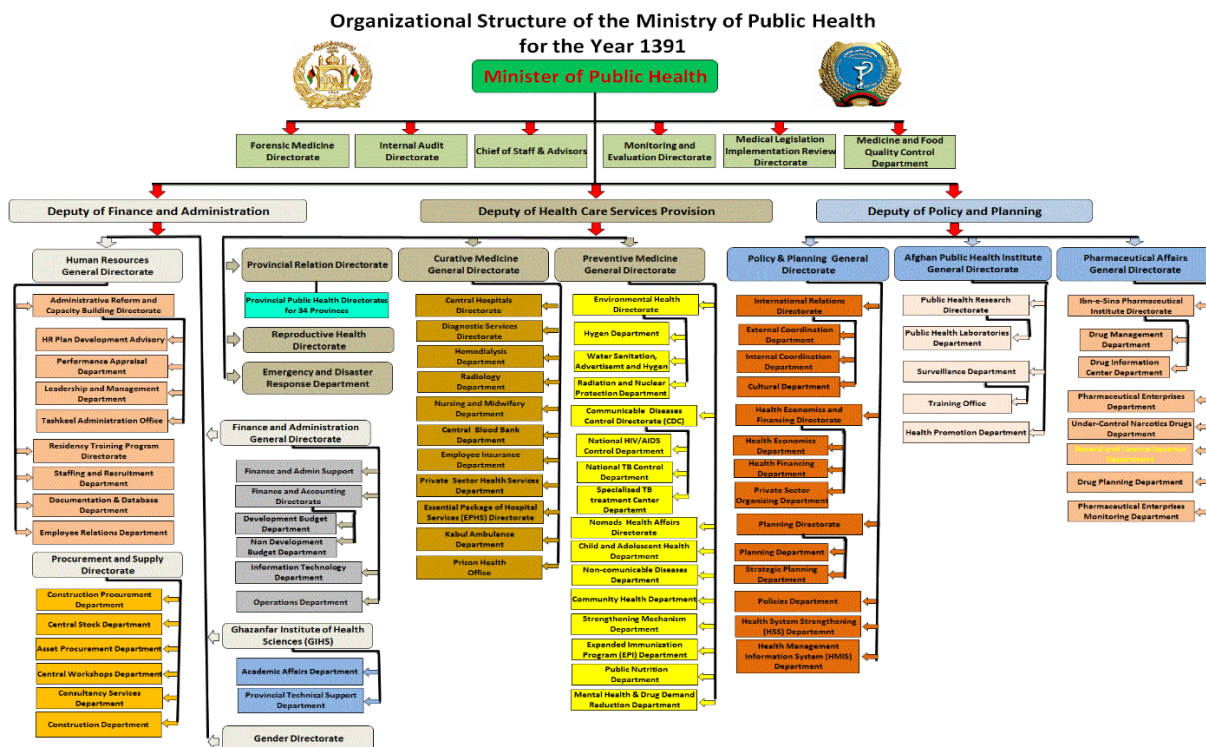 Organizational Structure of the Ministry of Public Health
for the Year 1391
Minister of Public Health
Forensic Medicine
Directorate
Internal Audit
Directorate
Chief of Staff & Advisors
Monitoring and
Evaluation Directorate
Medical Legislation
Implementation Review
Directorate
Medicine and Food
Quality Control
Department
Deputy of Finance and Administration
Deputy of Health Care Services Provision
Deputy of Policy and Planning
Human Resources
General Directorate
Administrative Reform and
Capacity Building Directorate
HR Plan Development Advisory
Performance Appraisal
Department
Leadership and Management
Department
Tashkeel Administration Office
Residency Training Program
Directorate
Staffing and Recruitment
Department
Documentation & Database
Department
Employee Relations Department
Procurement and Supply
Directorate
Construction Procurement
Department
Central Stock Department
Asset Procurement Department
Central Workshops Department
Consultancy Services
Department
Construction Department
Provincial Relation Directorate
Provincial Public Health Directorates
for 34 Provinces
Reproductive Health
Directorate
Emergency and Disaster
Response Department
Finance and Administration
General Directorate
Finance and Admin Support
Finance and Accounting
Directorate
Development Budget
Department
Non Development
Budget Department
Information Technology
Department
Operations Department
Ghazanfar Institute of Health
Sciences (GIHS)
Academic Affairs Department
Provincial Technical Support
Department
Gender Directorate
Curative Medicine
General Directorate
Central Hospitals
Directorate
Diagnostic Services
Directorate
Hemodialysis
Department
Radiology
Department
Nursing and Midwifery
Department
Central Blood Bank
Department
Employee Insurance
Department
Private Sector Health Services
Department
Essential Package of Hospital
Services (EPHS) Directorate
Kabul Ambulance
Department
Prison Health
Office
Preventive Medicine
General Directorate
Environmental Health
Directorate
Hygen Department
Water Sanitation,
Advertisemt and Hygen
Radiation and Nuclear
Protection Department
Communicable Diseases
Control Directorate (CDC)
National HIV/AIDS
Control Department
National TB Control
Department
Specialized TB
treatment Center
Departemt
Nomads Health Affairs
Directorate
Child and Adolescent Health
Department
Non-comunicable Diseases
Department
Community Health Department
Strengthening Mechanism
Department
Expanded Immunization
Program (EPI) Department
Public Nutrition
Department
Mental Health & Drug Demand
Reduction Department
Policy & Planning General
Directorate
International Relations
Directorate
External Coordination
Department
Internal Coordination
Department
Cultural Department
Health Economics and
Financing Directorate
Health Economics
Department
Health Financing
Department
Private Sector
Organizing Department
Planning Directorate
Planning Department
Strategic Planning
Department
Policies Department
Health System Strengthening
(HSS) Departemnt
Health Management
Information System (HMIS)
Department
Afghan Public Health Institute
General Directorate
Public Health Research
Directorate
Public Health Laboratories
Department
Surveillance Department
Training Office
Health Promotion Department
Pharmaceutical Affairs
General Directorate
Ibn-e-Sina Pharmaceutical
Institute Directorate
Drug Management
Department
Drug Information
Center Department
Pharmaceutical Enterprises
Department
Under-Control Narcotics Drugs
Department
Department
Drug Planning Department
Pharmaceutical Enterprises
Monitoring Department